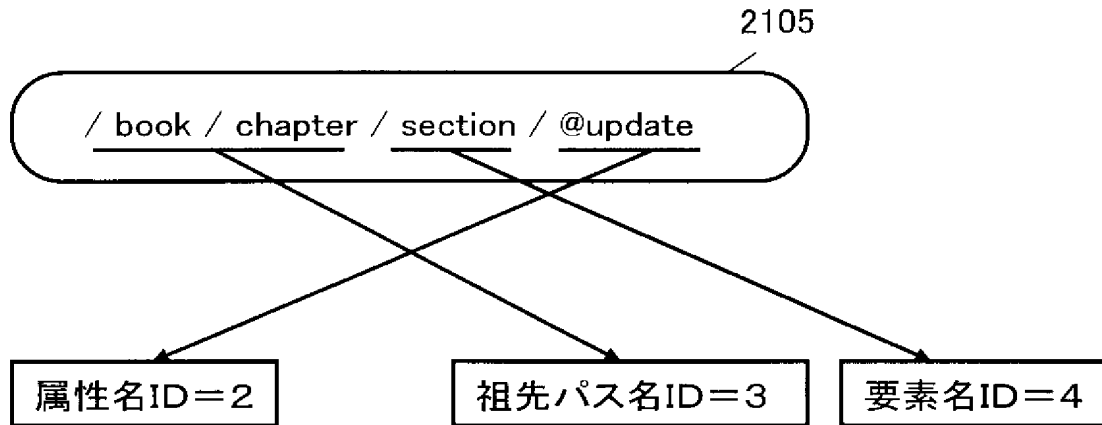 2105
/ book / chapter / section / @update
属性名ID=2
祖先パス名ID=3
要素名ID=4